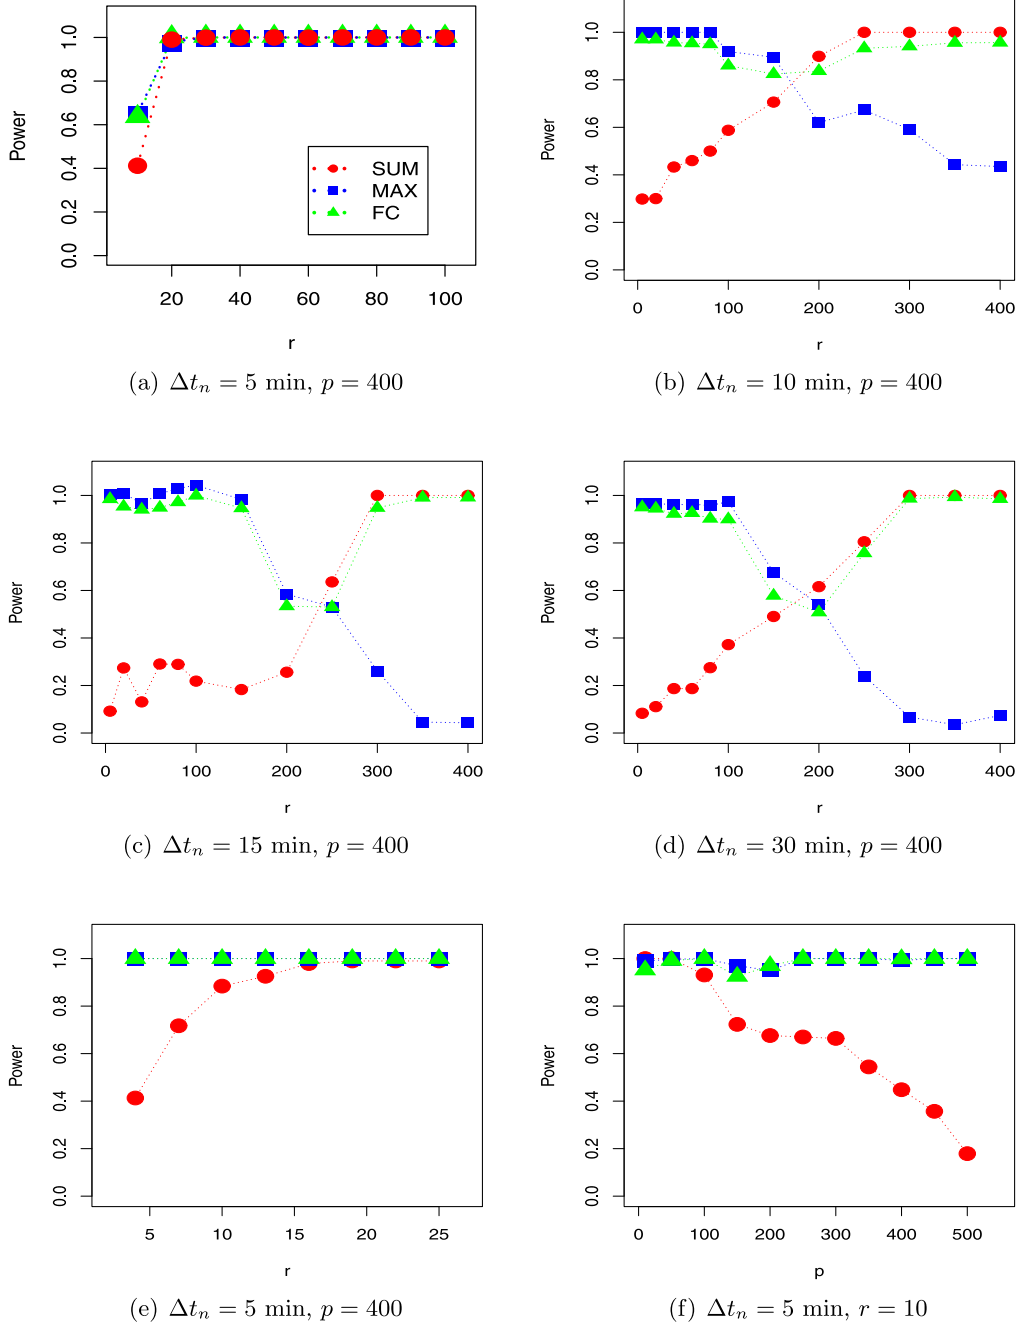 Power
1.0
0.8
0.6
0.4
0.2
0.0
SUM
MAX
FC
20 40 60 80 100
r
(a) Δtₙ = 5 min, p = 400
Power
1.0
0.8
0.6
0.4
0.2
0.0
0 100 200 300 400
r
(b) Δtₙ = 10 min, p = 400
Power
1.0
0.8
0.6
0.4
0.2
0.0
0 100 200 300 400
r
(c) Δtₙ = 15 min, p = 400
Power
1.0
0.8
0.6
0.4
0.2
0.0
0 100 200 300 400
r
(d) Δtₙ = 30 min, p = 400
Power
1.0
0.8
0.6
0.4
0.2
0.0
5 10 15 20 25
r
(e) Δtₙ = 5 min, p = 400
Power
1.0
0.8
0.6
0.4
0.2
0.0
0 100 200 300 400 500
p
(f) Δtₙ = 5 min, r = 10